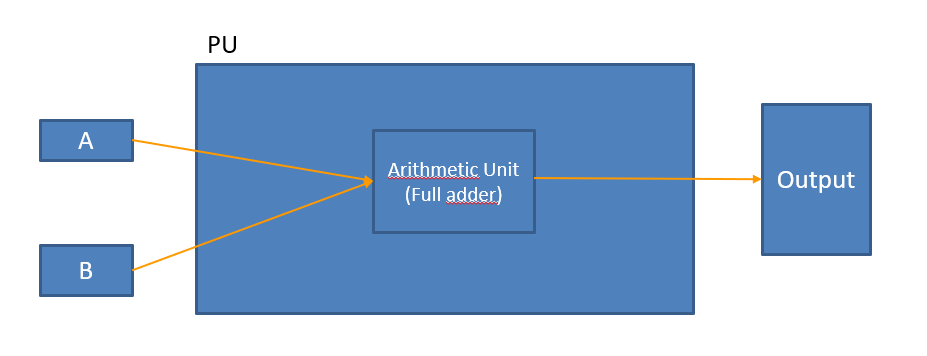 PU
A
Arithmetic Unit
(Full adder)
Output
B